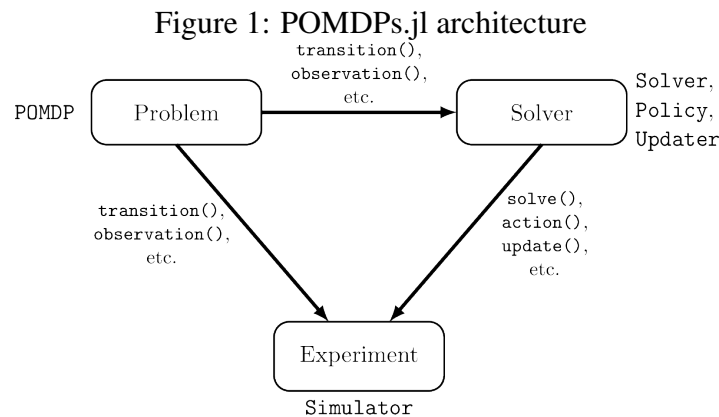 Figure 1: POMDPs.jl architecture
transition(),
observation(),
etc.
POMDP
Problem
Solver
Solver,
Policy,
Updater
transition(),
observation(),
etc.
solve(),
action(),
update(),
etc.
Experiment
Simulator